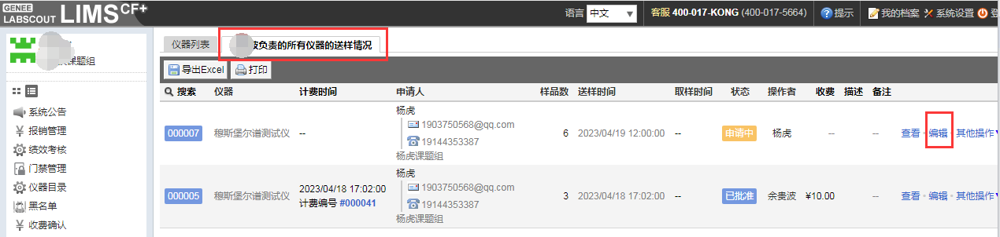 GENEE
LABSCOUT LIMS CF+
语言 中文 客服 400-017-KONG (400-017-5664) 提示 我的档案 系统设置
课题组
仪器列表 负责的所有仪器的送样情况
导出Excel 打印
搜索 仪器 计费时间 申请人 样品数 送样时间 取样时间 状态 操作者 收费 描述 备注
系统公告
报销管理
绩效考核
门禁管理
仪器目录
黑名单
收费确认
杨虎
1903750568@qq.com
000007 穆斯堡尔谱测试仪 -- 6 2023/04/19 12:00:00 -- 申请中 杨虎 -- -- 查看 编辑 其他操作
19144353387
杨虎课题组
杨虎
2023/04/18 17:02:00 1903750568@qq.com
000005 穆斯堡尔谱测试仪 3 2023/04/18 17:02:00 -- 已批准 余贵波 ¥10.00 -- 查看 编辑 其他操作
计费编号 #000041 19144353387
杨虎课题组